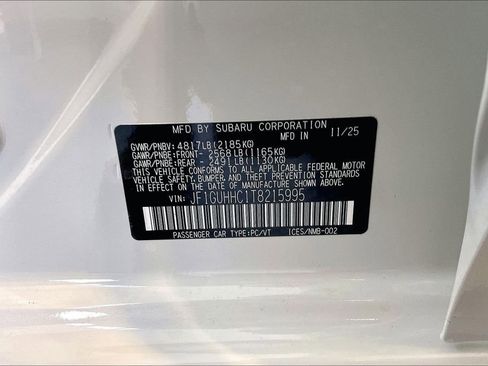 MFD BY SUBARU CORPORATION 11/25
GVWR/PNBV: 4817LB(2185KG) MFD IN
GAWR/PNBE:FRONT- 2568LB(1165KG)
GAWR/PNBE:REAR - 2491LB(1130KG)
THIS VEHICLE CONFORMS TO ALL APPLICABLE FEDERAL MOTOR
VEHICLE SAFETY, BUMPER, AND THEFT PREVENTION STANDARDS
IN EFFECT ON THE DATE OF MANUFACTURE SHOWN ABOVE.
VIN: JF1GUHHC1T8215995
PASSENGER CAR TYPE:PC/VT ICES/NMB-002